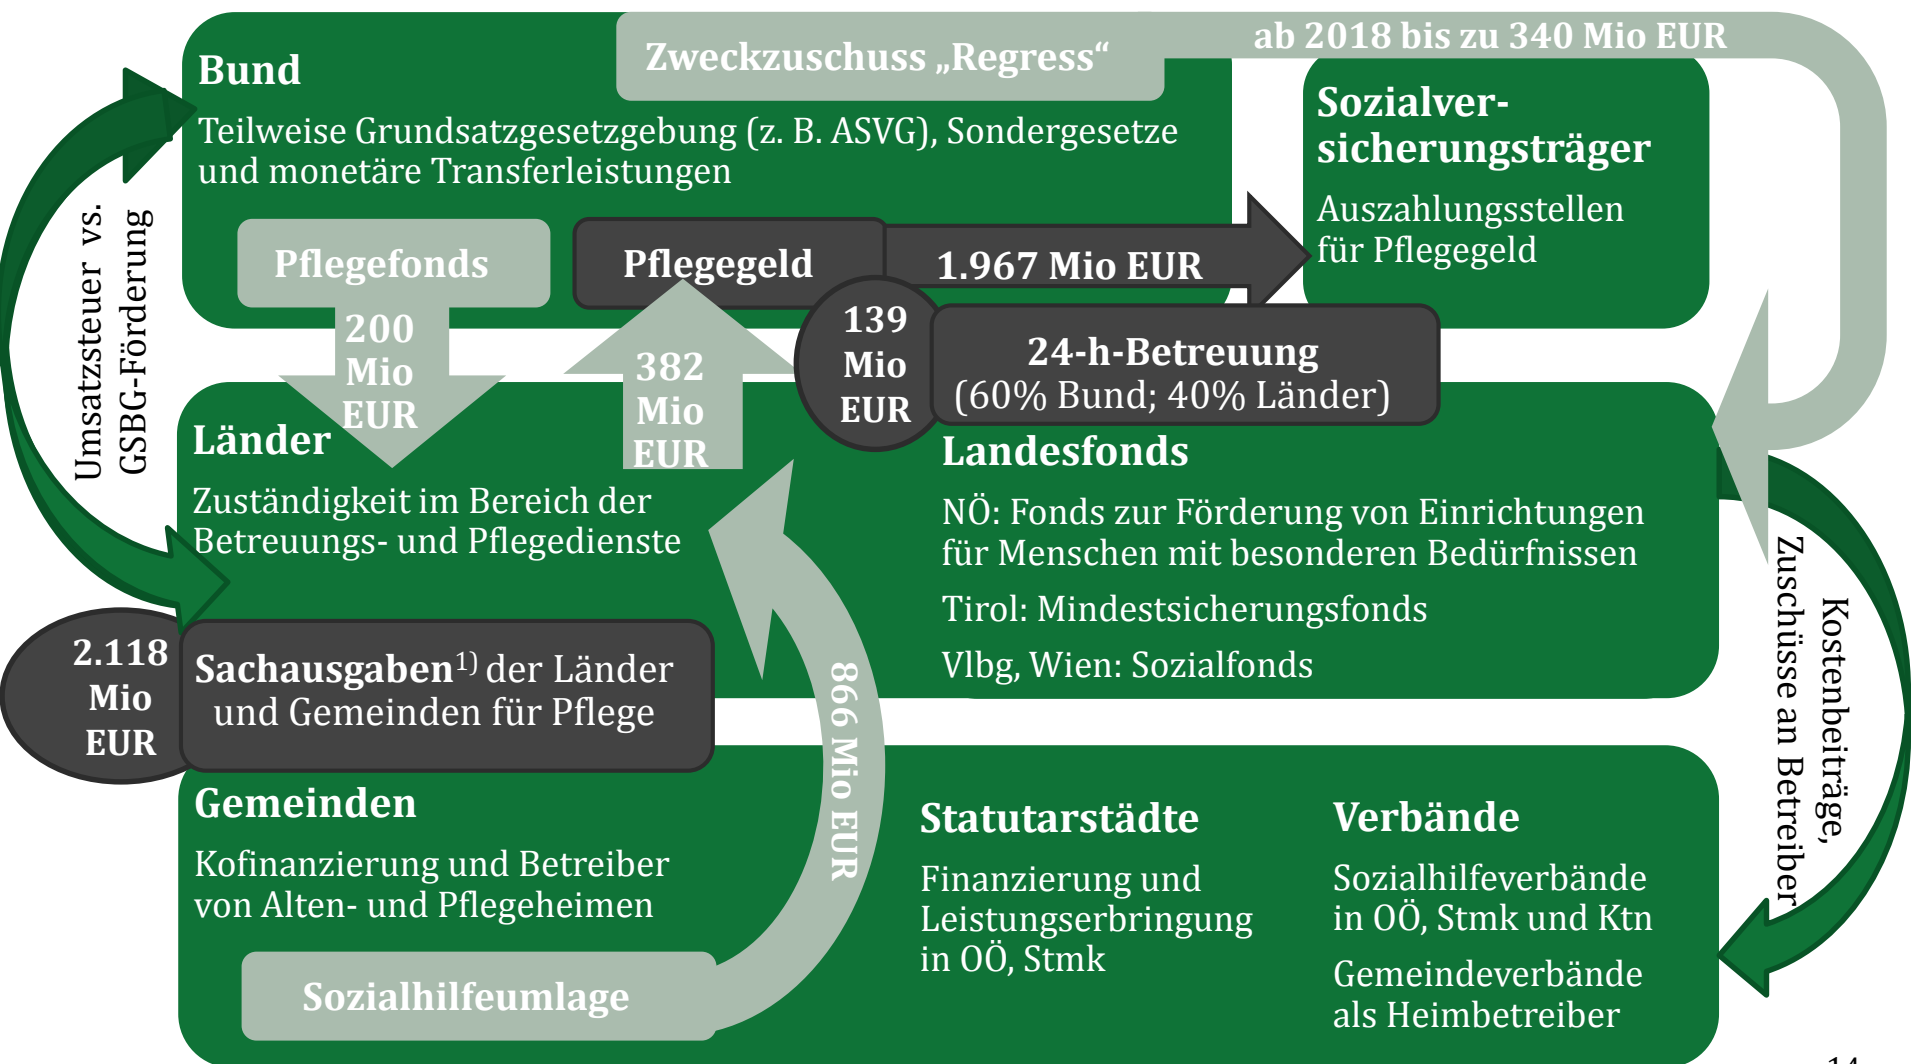 Zweckzuschuss „Regress“
ab 2018 bis zu 340 Mio EUR
Bund
Teilweise Grundsatzgesetzgebung (z. B. ASVG), Sondergesetze
und monetäre Transferleistungen
Sozialver-
sicherungsträger
Auszahlungsstellen
für Pflegegeld
Umsatzsteuer vs.
GSBG-Förderung
Pflegefonds
200
Mio
EUR
Pflegegeld
1.967 Mio EUR
382
Mio
EUR
139
Mio
EUR
24-h-Betreuung
(60% Bund; 40% Länder)
Länder
Zuständigkeit im Bereich der
Betreuungs- und Pflegedienste
Landesfonds
NÖ: Fonds zur Förderung von Einrichtungen
für Menschen mit besonderen Bedürfnissen
Tirol: Mindestsicherungsfonds
Vlbg, Wien: Sozialfonds
Kostenbeiträge,
Zuschüsse an Betreiber
2.118
Mio
EUR
Sachausgaben1) der Länder
und Gemeinden für Pflege
866 Mio EUR
Gemeinden
Kofinanzierung und Betreiber
von Alten- und Pflegeheimen
Sozialhilfeumlage
Statutarstädte
Finanzierung und
Leistungserbringung
in OÖ, Stmk
Verbände
Sozialhilfeverbände
in OÖ, Stmk und Ktn
Gemeindeverbände
als Heimbetreiber